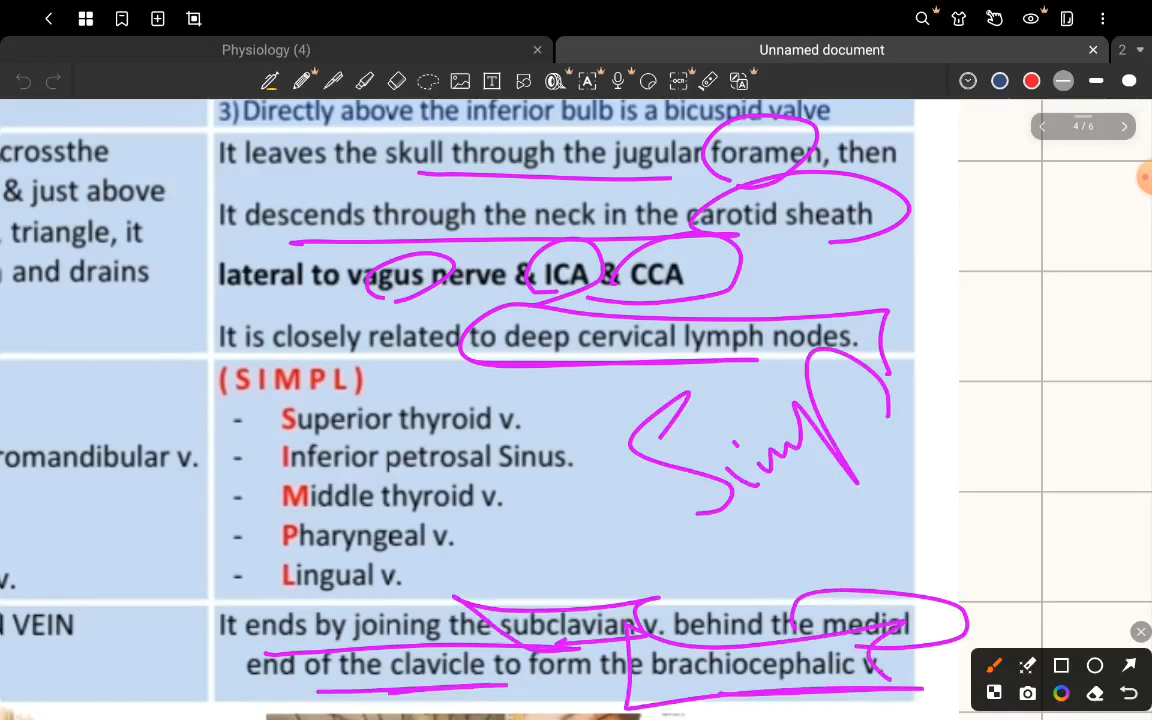 Physiology (4)
Unnamed document
2
4 / 6
3) Directly above the inferior bulb is a bicuspid valve
crossthe
& just above
triangle, it
and drains
It leaves the skull through the jugular foramen, then
It descends through the neck in the carotid sheath
lateral to vagus nerve & ICA & CCA
It is closely related to deep cervical lymph nodes.
romandibular v.
v.
(S I M P L)
- Superior thyroid v.
- Inferior petrosal Sinus.
- Middle thyroid v.
- Pharyngeal v.
- Lingual v.
Simp
VEIN
It ends by joining the subclavian v. behind the medial
end of the clavicle to form the brachiocephalic v.